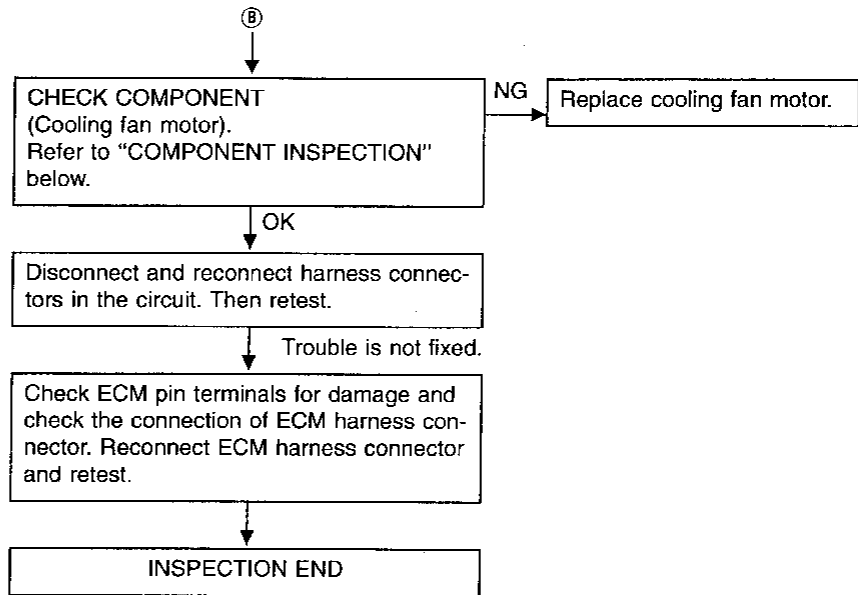 Ⓑ
CHECK COMPONENT
(Cooling fan motor).
Refer to “COMPONENT INSPECTION”
below.
NG
Replace cooling fan motor.
OK
Disconnect and reconnect harness connec-
tors in the circuit. Then retest.
Trouble is not fixed.
Check ECM pin terminals for damage and
check the connection of ECM harness con-
nector. Reconnect ECM harness connector
and retest.
INSPECTION END